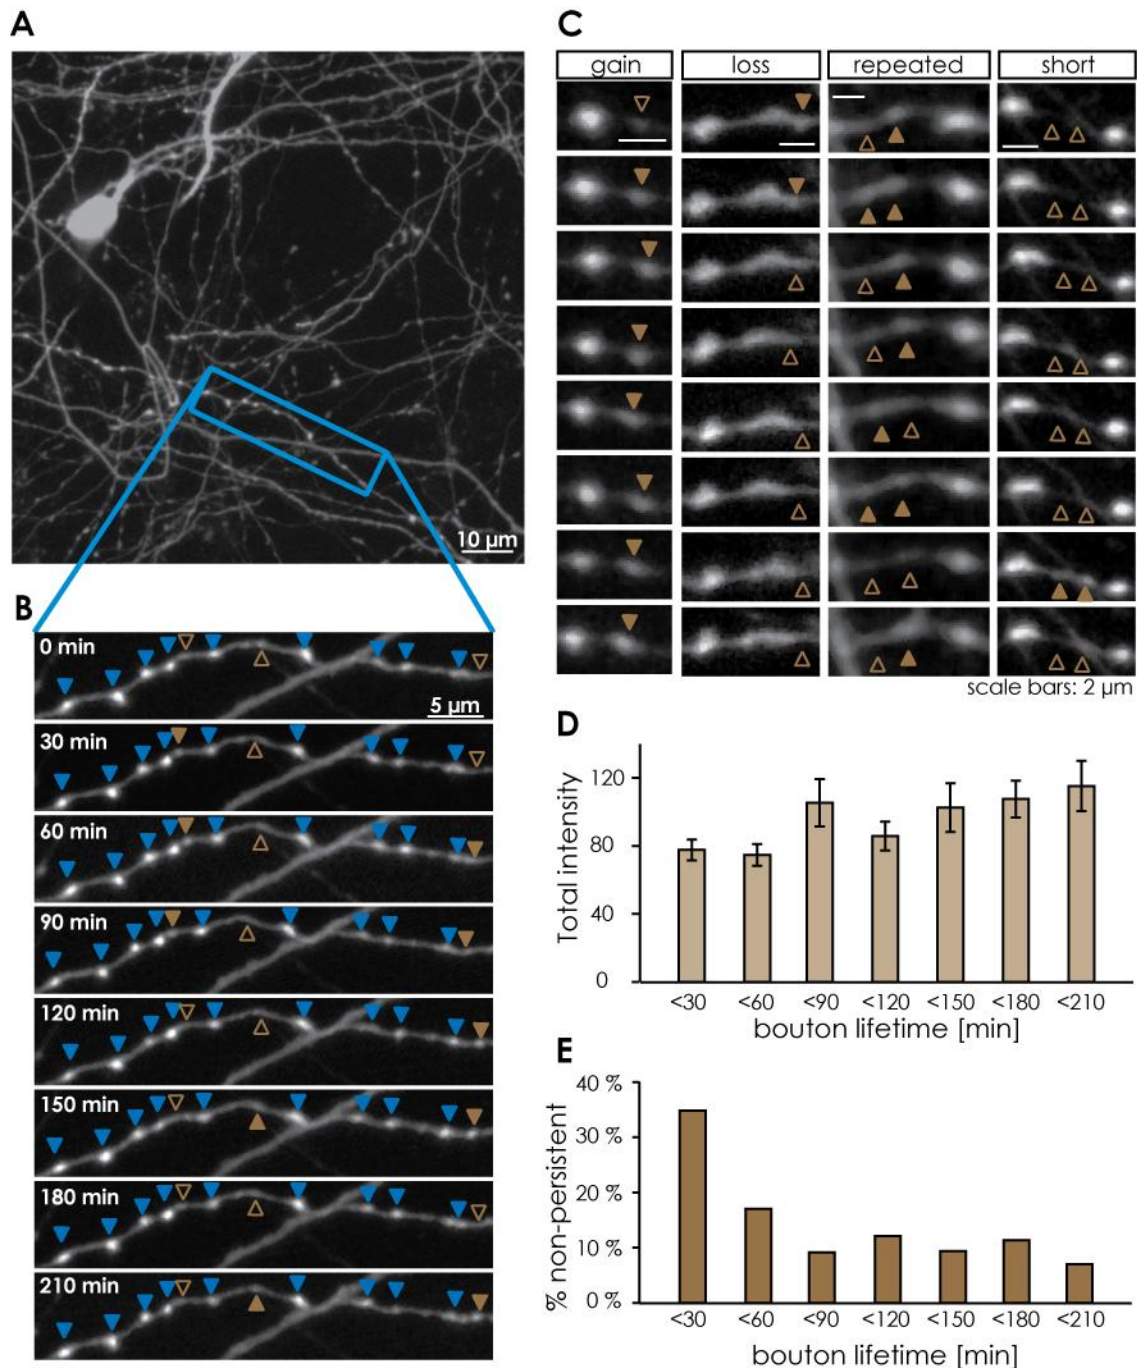 A
10 µm
B
0 min
5 µm
30 min
60 min
90 min
120 min
150 min
180 min
210 min
C
gain loss repeated short
scale bars: 2 µm
D
Total intensity
120
80
40
0
<30 <60 <90 <120 <150 <180 <210
bouton lifetime [min]
E
% non-persistent
40 %
30 %
20 %
10 %
0 %
<30 <60 <90 <120 <150 <180 <210
bouton lifetime [min]